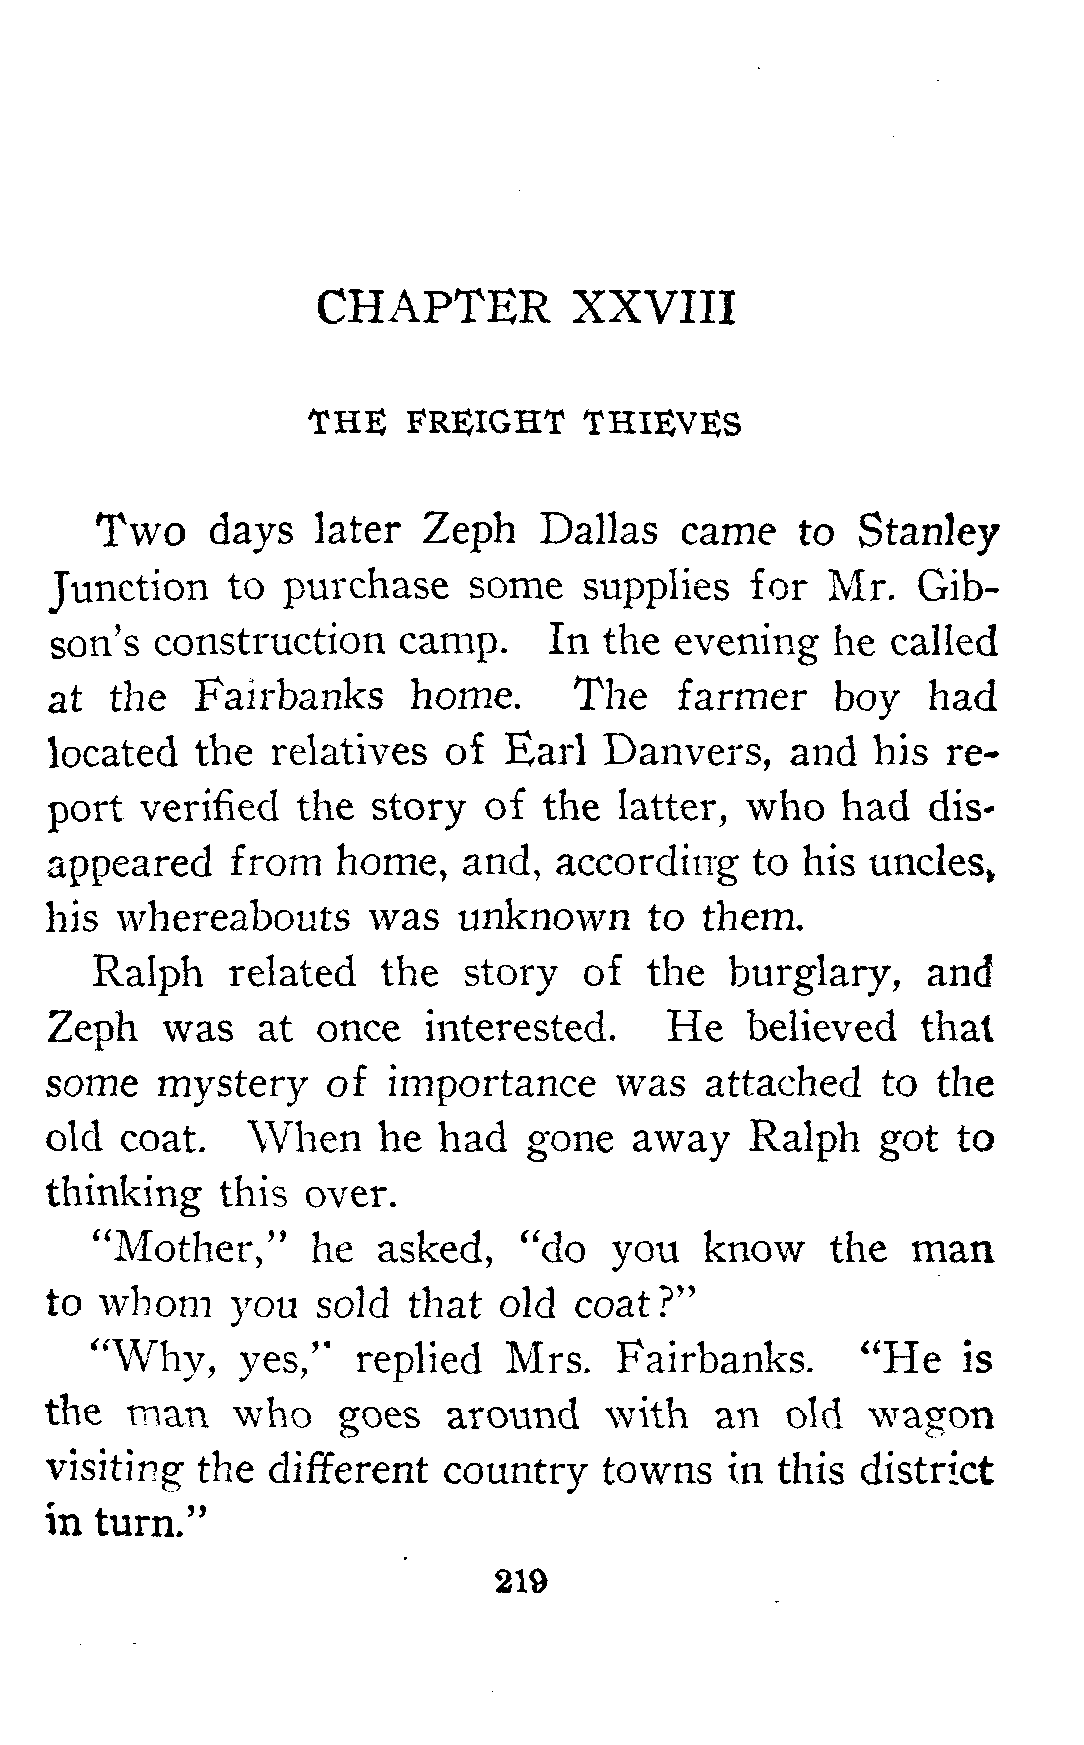 CHAPTER XXVIII
THE FREIGHT THIEVES
Two days later Zeph Dallas came to Stanley
Junction to purchase some supplies for Mr. Gib-
son's construction camp. In the evening he called
at the Fairbanks home. The farmer boy had
located the relatives of Earl Danvers, and his re-
port verified the story of the latter, who had dis-
appeared from home, and, according to his uncles,
his whereabouts was unknown to them.
Ralph related the story of the burglary, and
Zeph was at once interested. He believed that
some mystery of importance was attached to the
old coat. When he had gone away Ralph got to
thinking this over.
"Mother," he asked, "do you know the man
to whom you sold that old coat?"
"Why, yes," replied Mrs. Fairbanks. "He is
the man who goes around with an old wagon
visiting the different country towns in this district
in turn."
219